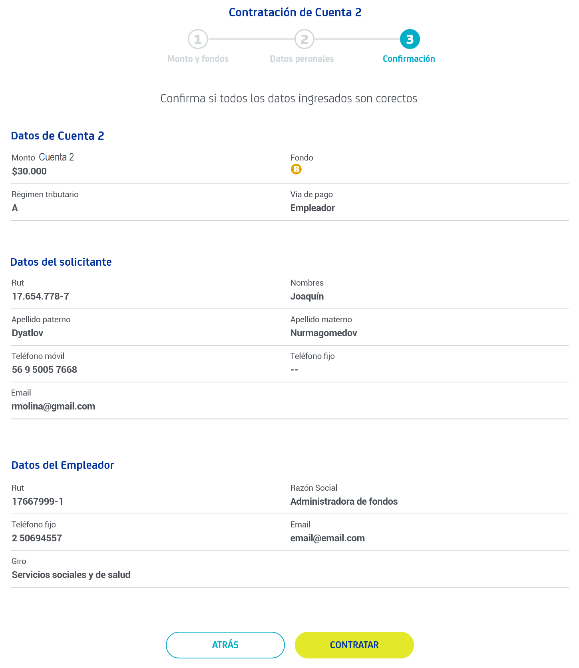 Contratación de Cuenta 2
1 2 3
Monto y fondos Datos peronales Confirmación
Confirma si todos los datos ingresados son corectos
Datos de Cuenta 2
Monto Cuenta 2 Fondo
$30.000 B
Régimen tributario Vía de pago
A Empleador
Datos del solicitante
Rut Nombres
17.654.778-7 Joaquín
Apellido paterno Apellido materno
Dyatlov Nurmagomedov
Teléfono móvil Teléfono fijo
56 9 5005 7668 --
Email
rmolina@gmail.com
Datos del Empleador
Rut Razón Social
17667999-1 Administradora de fondos
Teléfono fijo Email
2 50694557 email@email.com
Giro
Servicios sociales y de salud
ATRÁS CONTRATAR